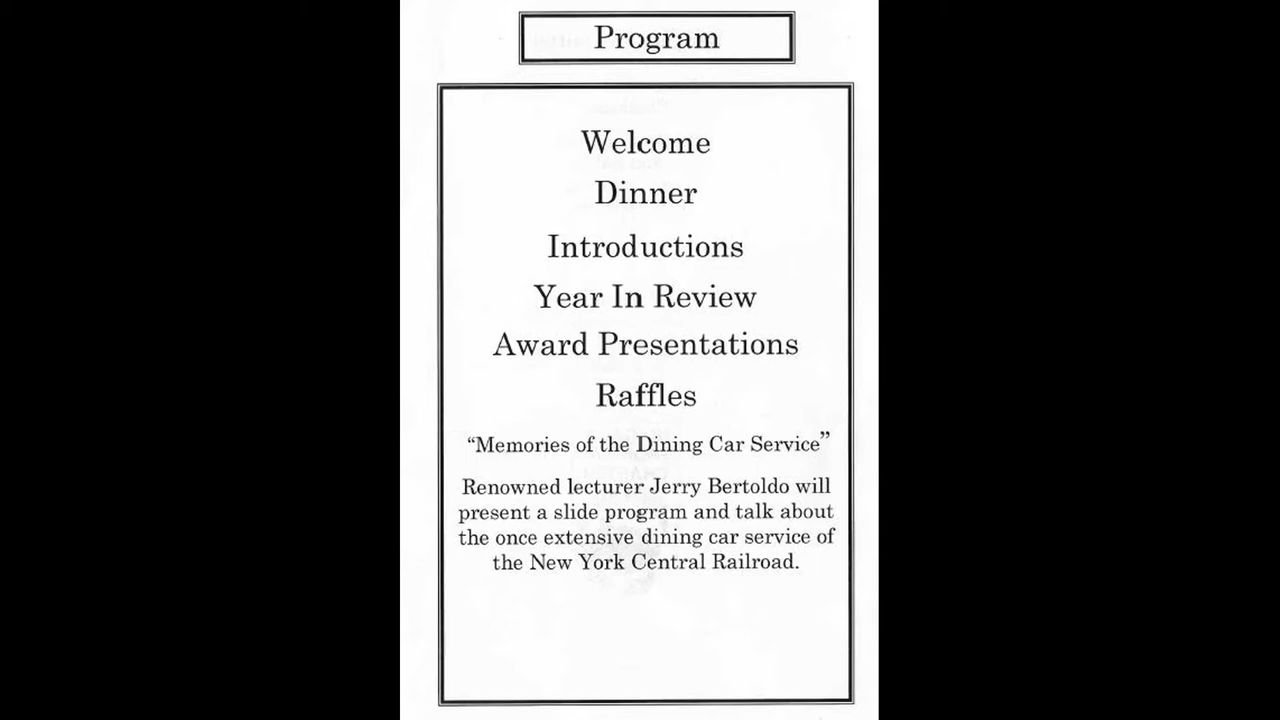 Program
Welcome
Dinner
Introductions
Year In Review
Award Presentations
Raffles
“Memories of the Dining Car Service”
Renowned lecturer Jerry Bertoldo will
present a slide program and talk about
the once extensive dining car service of
the New York Central Railroad.